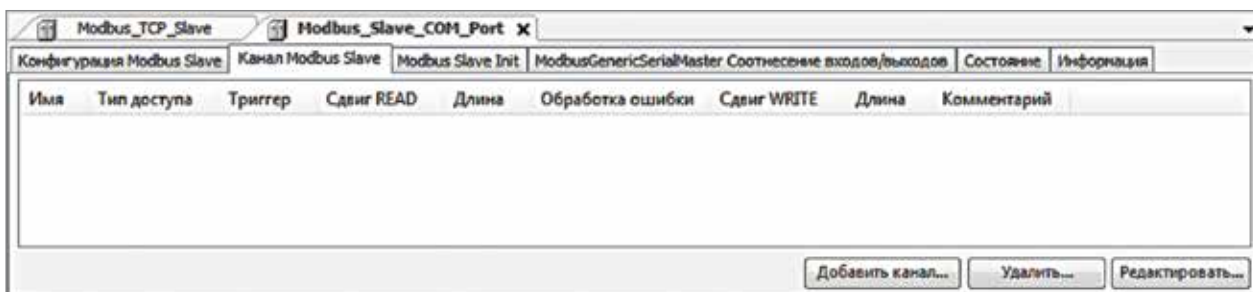 Modbus_TCP_Slave Modbus_Slave_COM_Port X
Конфигурация Modbus Slave Канал Modbus Slave Modbus Slave Init ModbusGenericSerialMaster Соотнесение входов/выходов Состояние Информация
Имя Тип доступа Триггер Сдвиг READ Длина Обработка ошибки Сдвиг WRITE Длина Комментарий
Добавить канал... Удалить... Редактировать...